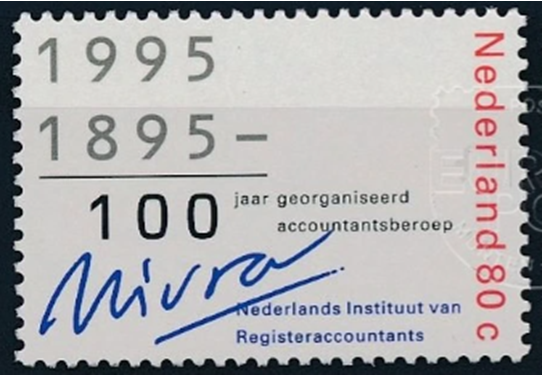 1995
1895 –
100 jaar georganiseerd
accountantsberoep
Nivra
Nederlands Instituut van
Registeraccountants
Nederland 80 c